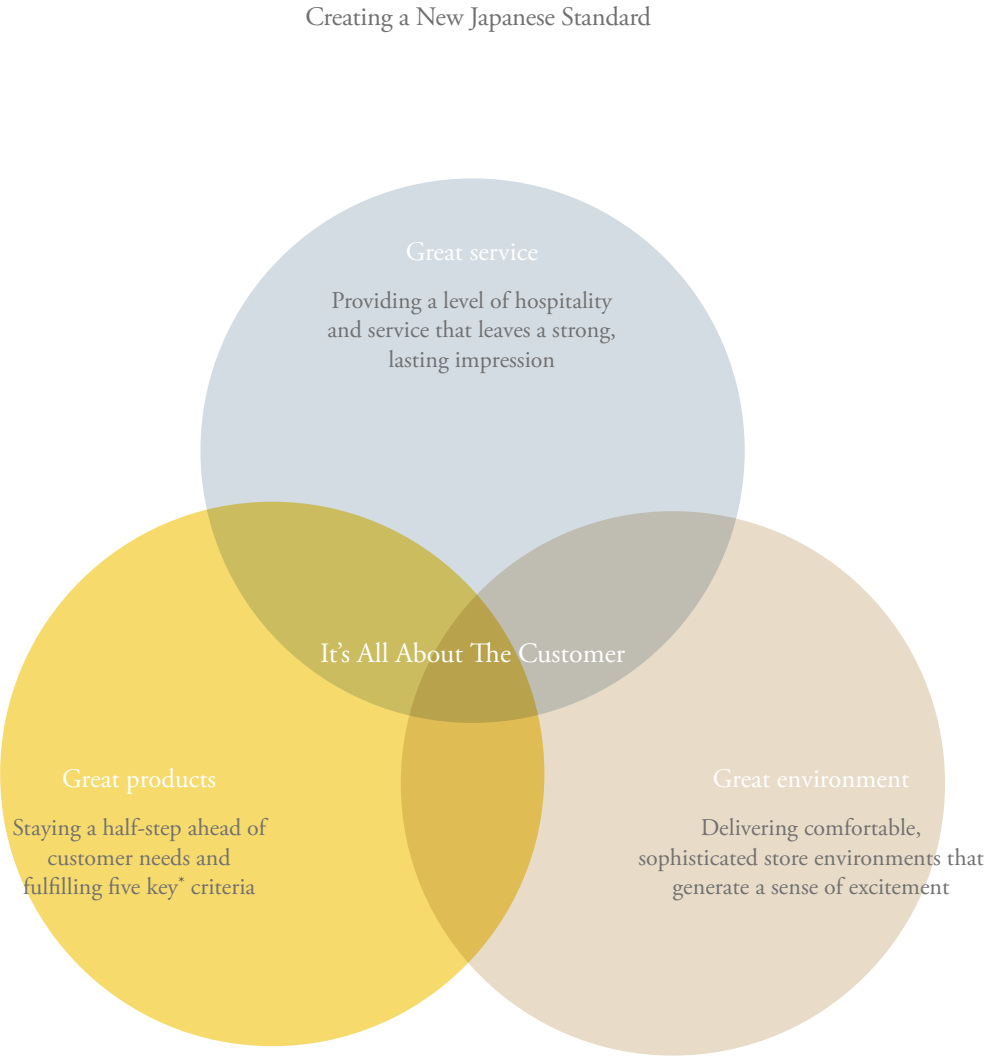 Creating a New Japanese Standard
Great service
Providing a level of hospitality
and service that leaves a strong,
lasting impression
It's All About The Customer
Great products
Staying a half-step ahead of
customer needs and
fulfilling five key* criteria
Great environment
Delivering comfortable,
sophisticated store environments that
generate a sense of excitement